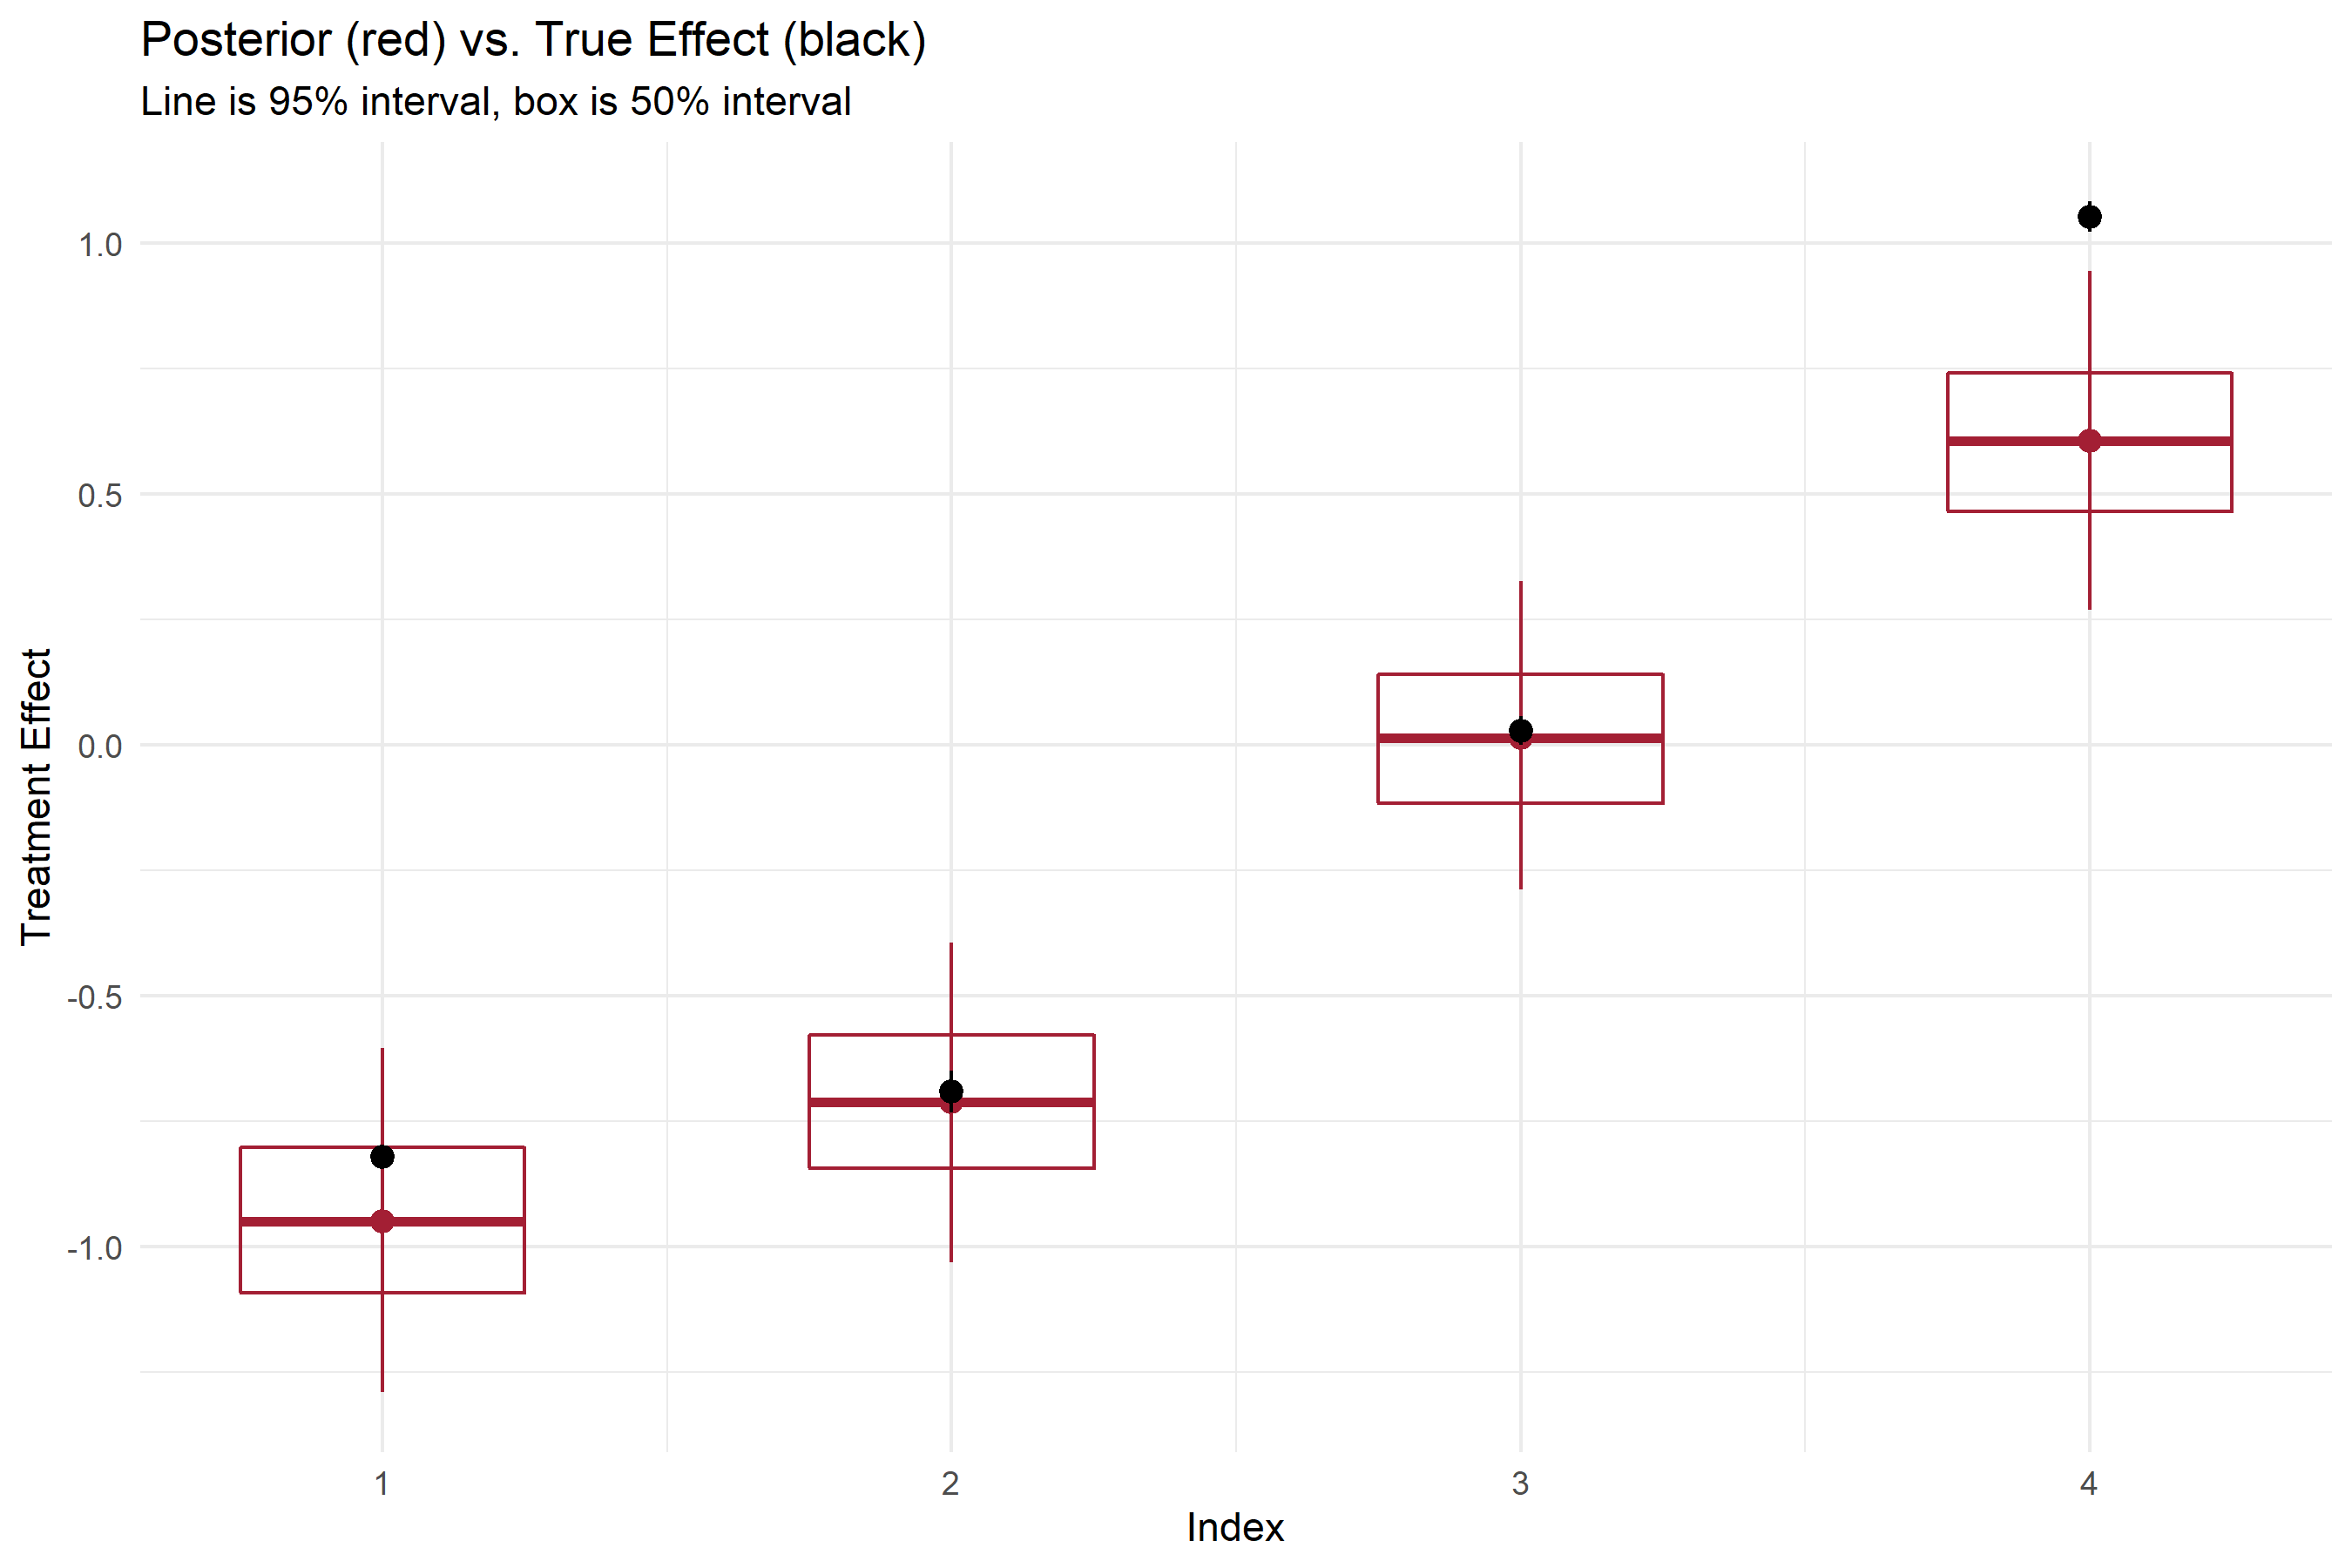 Posterior (red) vs. True Effect (black)
Line is 95% interval, box is 50% interval
Treatment Effect
1.0
0.5
0.0
-0.5
-1.0
1
2
3
4
Index